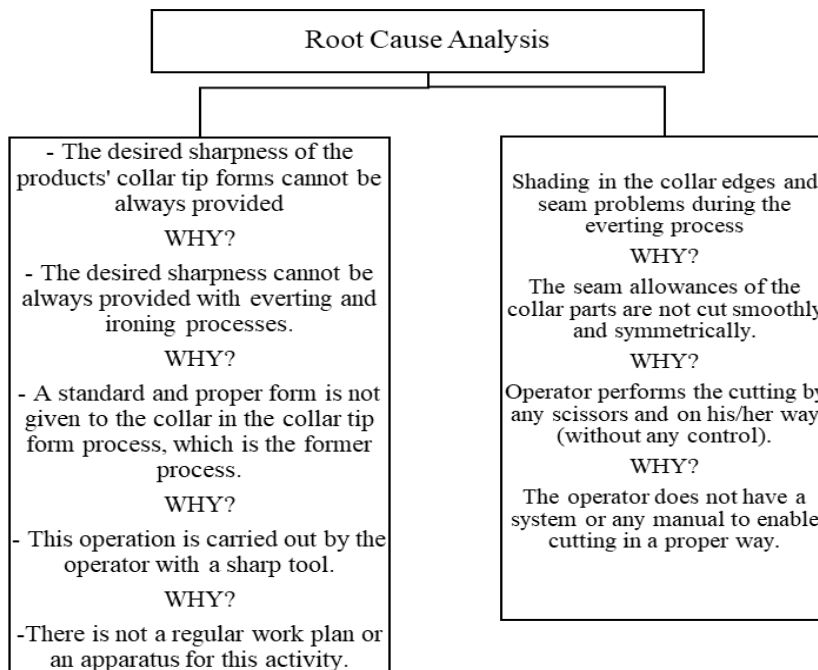 Root Cause Analysis
- The desired sharpness of the
products' collar tip forms cannot be
always provided
WHY?
- The desired sharpness cannot be
always provided with everting and
ironing processes.
WHY?
- A standard and proper form is not
given to the collar in the collar tip
form process, which is the former
process.
WHY?
- This operation is carried out by the
operator with a sharp tool.
WHY?
-There is not a regular work plan or
an apparatus for this activity.
Shading in the collar edges and
seam problems during the
everting process
WHY?
The seam allowances of the
collar parts are not cut smoothly
and symmetrically.
WHY?
Operator performs the cutting by
any scissors and on his/her way
(without any control).
WHY?
The operator does not have a
system or any manual to enable
cutting in a proper way.